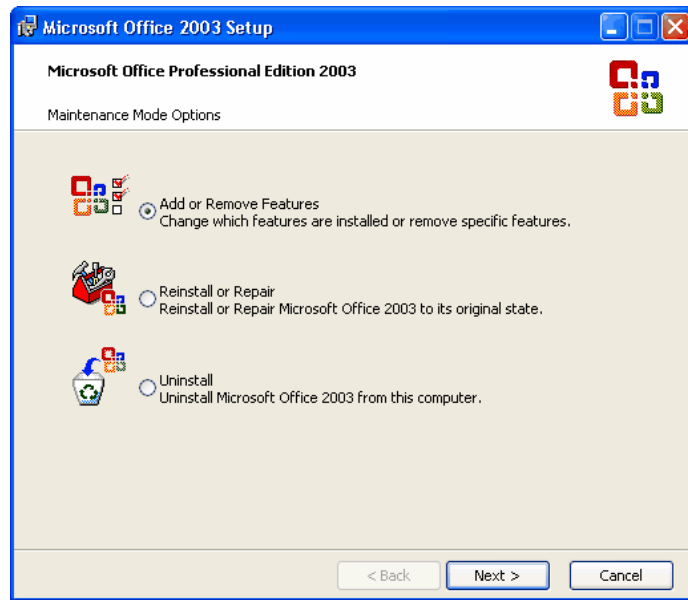 Microsoft Office 2003 Setup
Microsoft Office Professional Edition 2003
Maintenance Mode Options
Add or Remove Features
Change which features are installed or remove specific features.
Reinstall or Repair
Reinstall or Repair Microsoft Office 2003 to its original state.
Uninstall
Uninstall Microsoft Office 2003 from this computer.
< Back Next > Cancel